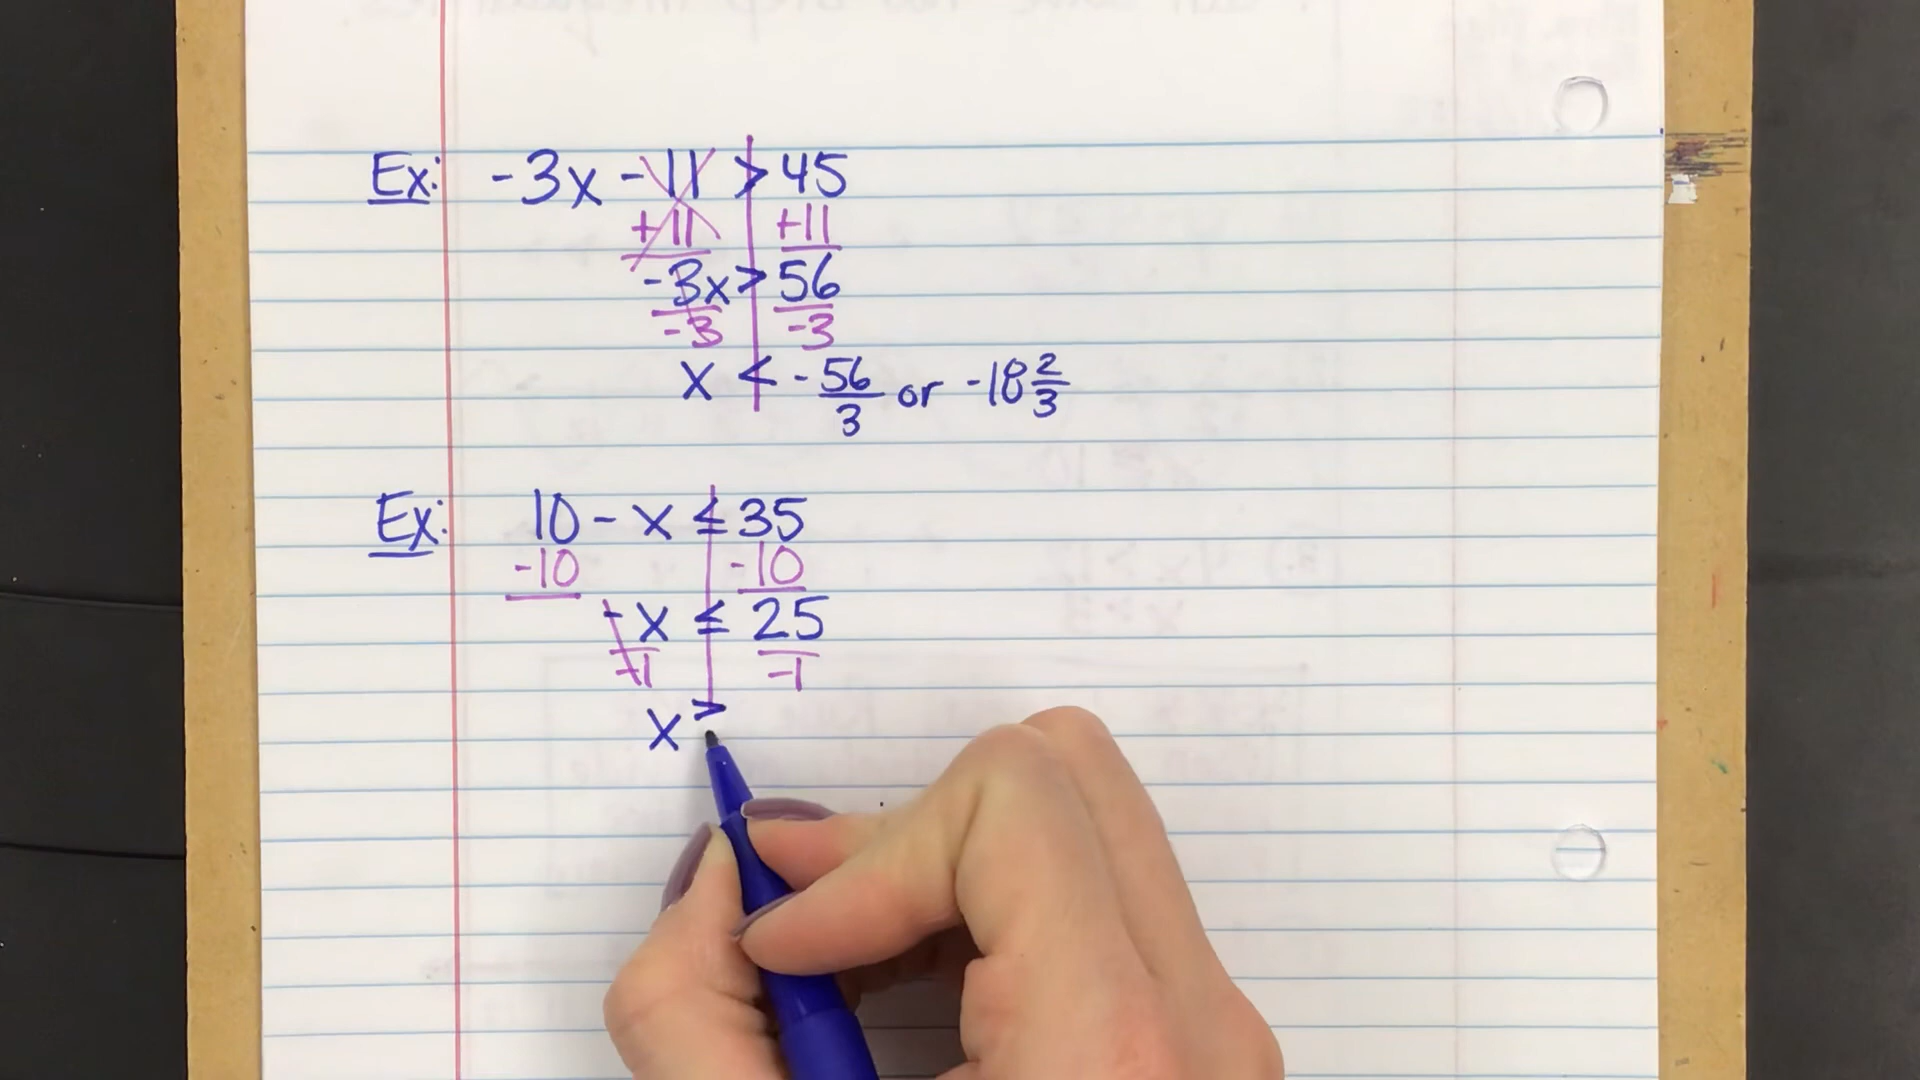 Ex: -3x - 11 > 45
+11 +11
-3x > 56
-3 -3
x < -56/3 or -18 2/3
Ex: 10 - x ≤ 35
-10 -10
-x ≤ 25
-1 -1
x >